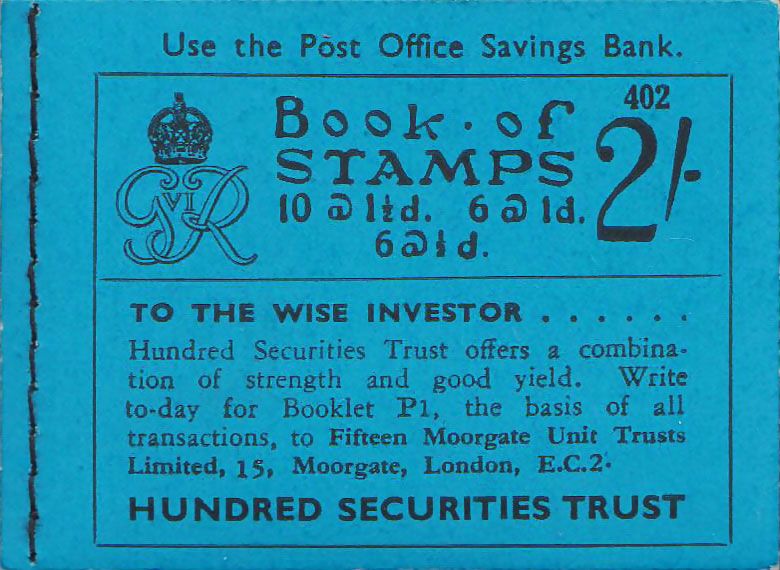 Use the Post Office Savings Bank.
402
Book · of
STAMPS
2/-
10 @ 1½d. 6 @ 1d.
6 @ ½d.
GVIR
TO THE WISE INVESTOR . . . . . .
Hundred Securities Trust offers a combina-
tion of strength and good yield. Write
to-day for Booklet P1, the basis of all
transactions, to Fifteen Moorgate Unit Trusts
Limited, 15, Moorgate, London, E.C.2.
HUNDRED SECURITIES TRUST